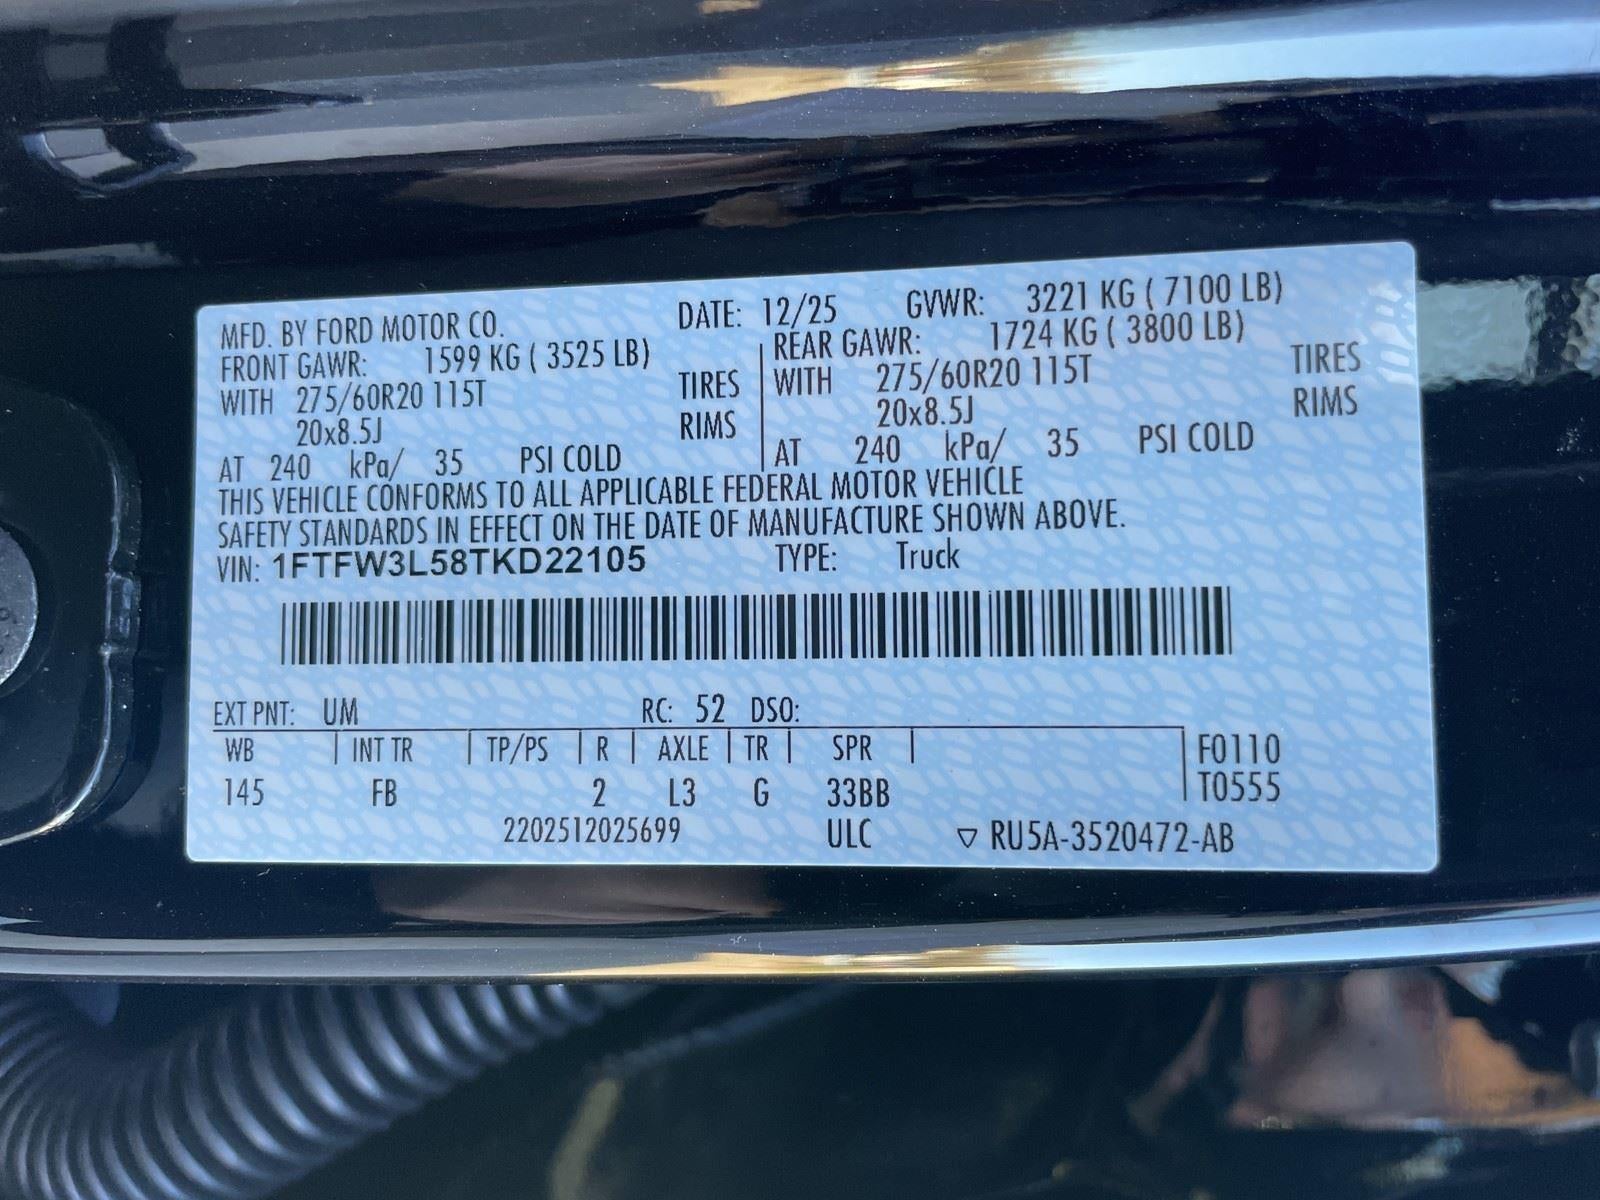 MFD. BY FORD MOTOR CO. DATE: 12/25 GVWR: 3221 KG ( 7100 LB)
FRONT GAWR: 1599 KG ( 3525 LB) REAR GAWR: 1724 KG ( 3800 LB)
WITH 275/60R20 115T TIRES WITH 275/60R20 115T TIRES
20x8.5J RIMS 20x8.5J RIMS
AT 240 kPa/ 35 PSI COLD AT 240 kPa/ 35 PSI COLD
THIS VEHICLE CONFORMS TO ALL APPLICABLE FEDERAL MOTOR VEHICLE
SAFETY STANDARDS IN EFFECT ON THE DATE OF MANUFACTURE SHOWN ABOVE.
VIN: 1FTFW3L58TKD22105 TYPE: Truck
EXT PNT: UM RC: 52 DSO:
WB INT TR TP/PS R AXLE TR SPR F0110
145 FB 2 L3 G 33BB T0555
2202512025699 ULC ▽ RU5A-3520472-AB